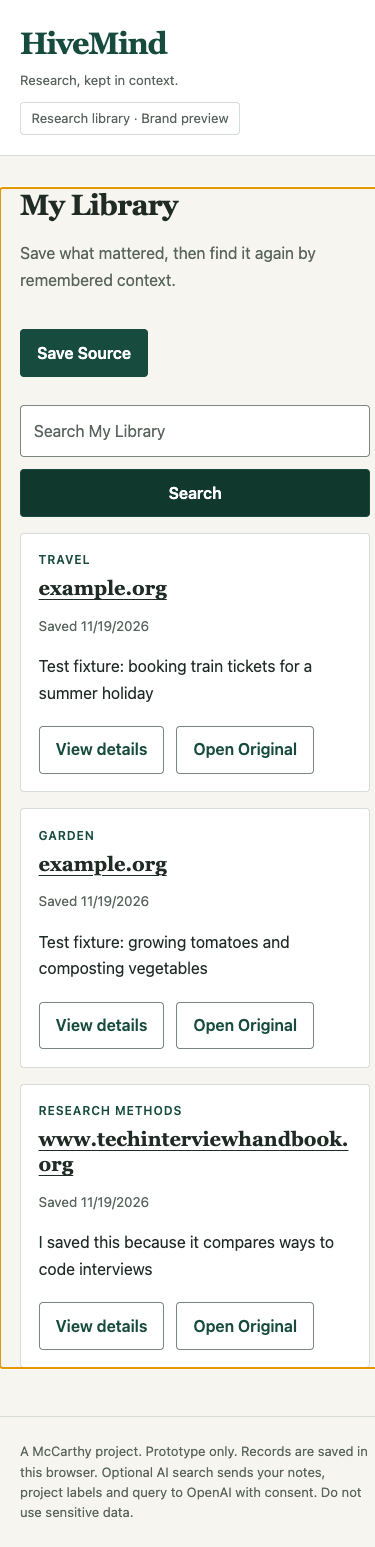 HiveMind
Research, kept in context.
Research library · Brand preview
My Library
Save what mattered, then find it again by
remembered context.
Save Source
Search My Library
Search
TRAVEL
example.org
Saved 11/19/2026
Test fixture: booking train tickets for a
summer holiday
View details
Open Original
GARDEN
example.org
Saved 11/19/2026
Test fixture: growing tomatoes and
composting vegetables
View details
Open Original
RESEARCH METHODS
www.techinterviewhandbook.
org
Saved 11/19/2026
I saved this because it compares ways to
code interviews
View details
Open Original
A McCarthy project. Prototype only. Records are saved in
this browser. Optional AI search sends your notes,
project labels and query to OpenAI with consent. Do not
use sensitive data.